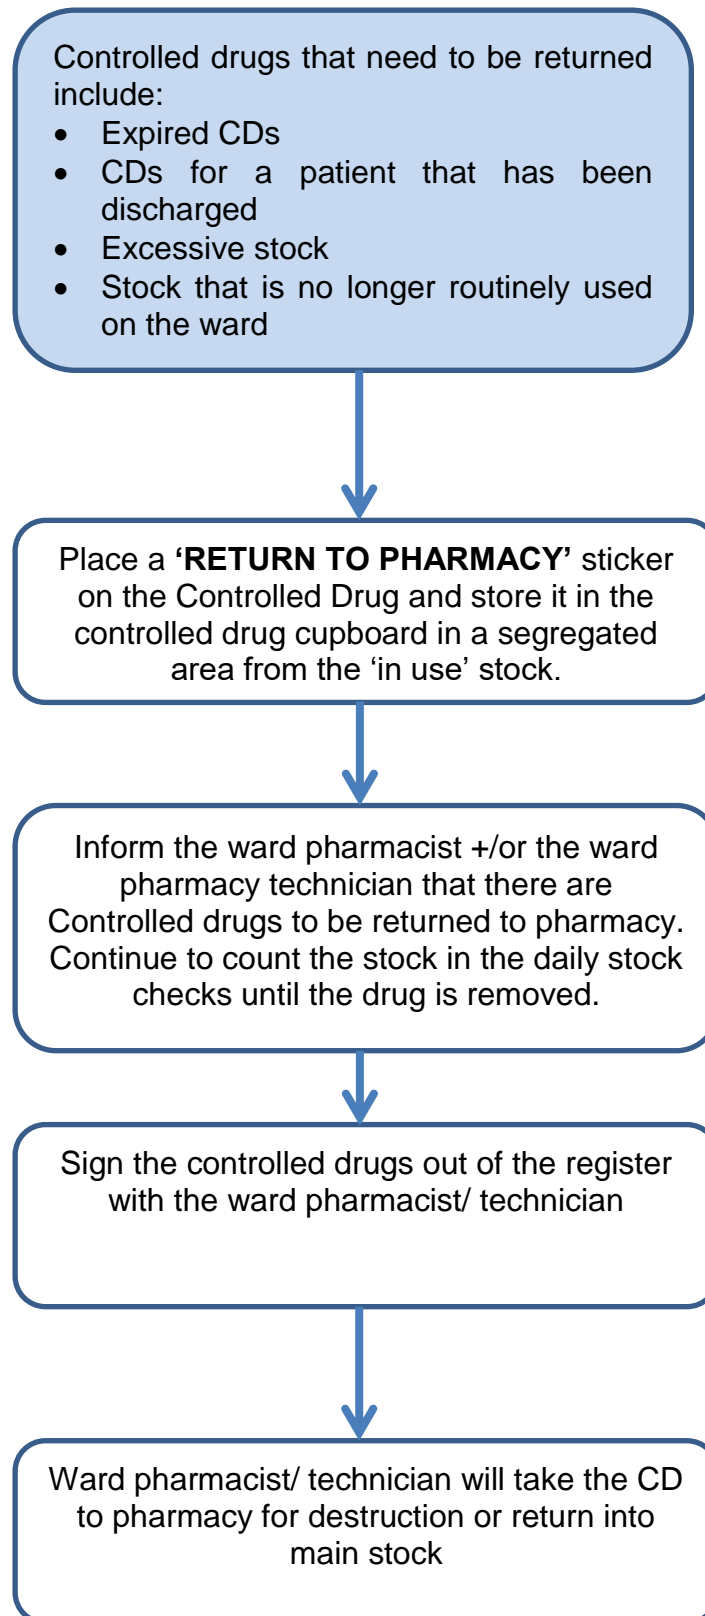 Controlled drugs that need to be returned
include:
• Expired CDs
• CDs for a patient that has been
discharged
• Excessive stock
• Stock that is no longer routinely used
on the ward
Place a ‘RETURN TO PHARMACY’ sticker
on the Controlled Drug and store it in the
controlled drug cupboard in a segregated
area from the ‘in use’ stock.
Inform the ward pharmacist +/or the ward
pharmacy technician that there are
Controlled drugs to be returned to pharmacy.
Continue to count the stock in the daily stock
checks until the drug is removed.
Sign the controlled drugs out of the register
with the ward pharmacist/ technician
Ward pharmacist/ technician will take the CD
to pharmacy for destruction or return into
main stock